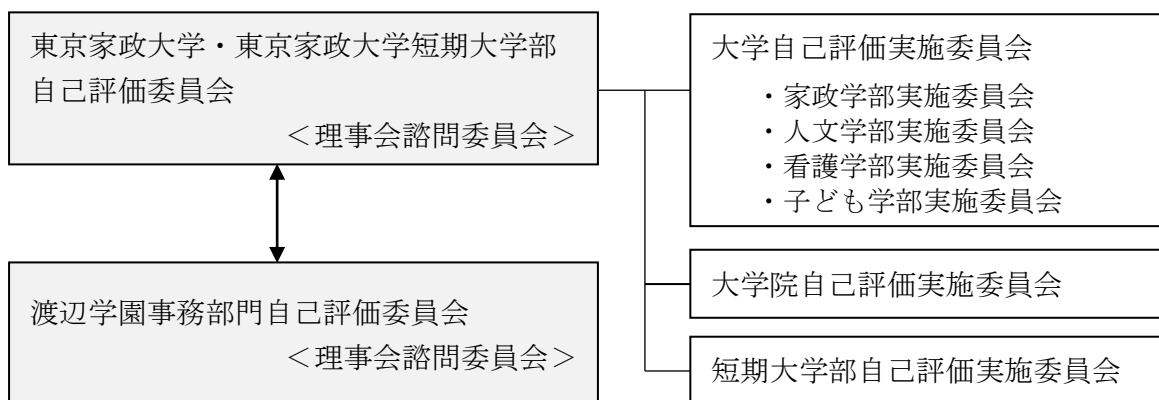 東京家政大学・東京家政大学短期大学部
自己評価委員会
＜理事会諮問委員会＞
渡辺学園事務部門自己評価委員会
＜理事会諮問委員会＞
大学自己評価実施委員会
・家政学部実施委員会
・人文学部実施委員会
・看護学部実施委員会
・子ども学部実施委員会
大学院自己評価実施委員会
短期大学部自己評価実施委員会